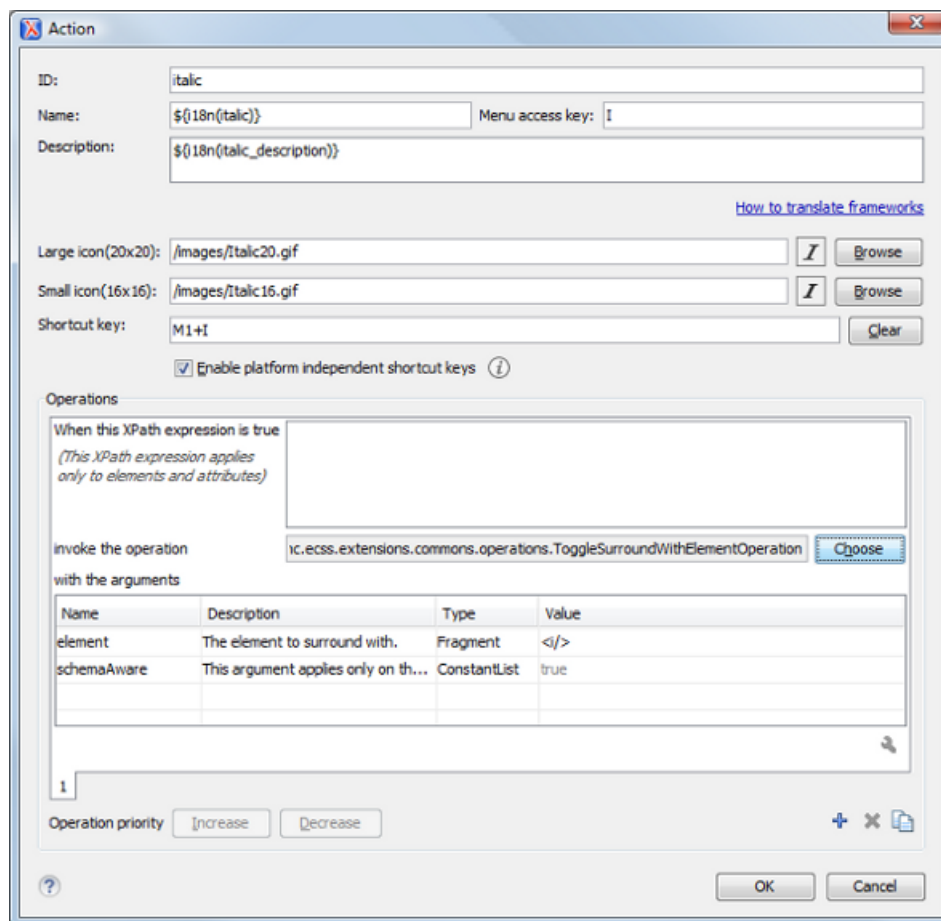 Action
ID: italic
Name: ${i18n(italic)} Menu access key: I
Description: ${i18n(italic_description)}
How to translate frameworks
Large icon(20x20): /images/Italic20.gif I Browse
Small icon(16x16): /images/Italic16.gif I Browse
Shortcut key: M1+I Clear
Enable platform independent shortcut keys i
Operations
When this XPath expression is true
(This XPath expression applies
only to elements and attributes)
invoke the operation ıc.ecss.extensions.commons.operations.ToggleSurroundWithElementOperation Choose
with the arguments
Name Description Type Value
element The element to surround with. Fragment <i/>
schemaAware This argument applies only on th... ConstantList true
1
Operation priority Increase Decrease
? OK Cancel